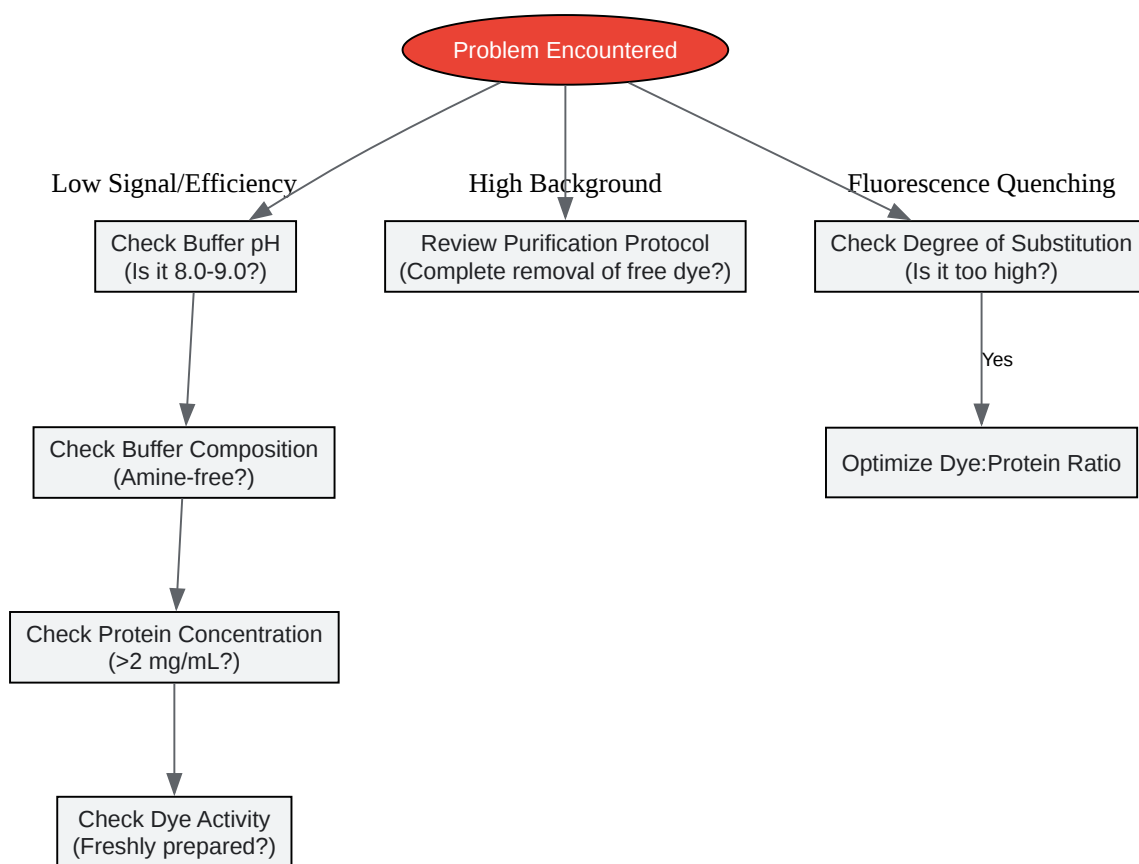 Problem Encountered
Low Signal/Efficiency
High Background
Fluorescence Quenching
Check Buffer pH
(Is it 8.0-9.0?)
Review Purification Protocol
(Complete removal of free dye?)
Check Degree of Substitution
(Is it too high?)
Yes
Check Buffer Composition
(Amine-free?)
Optimize Dye:Protein Ratio
Check Protein Concentration
(>2 mg/mL?)
Check Dye Activity
(Freshly prepared?)